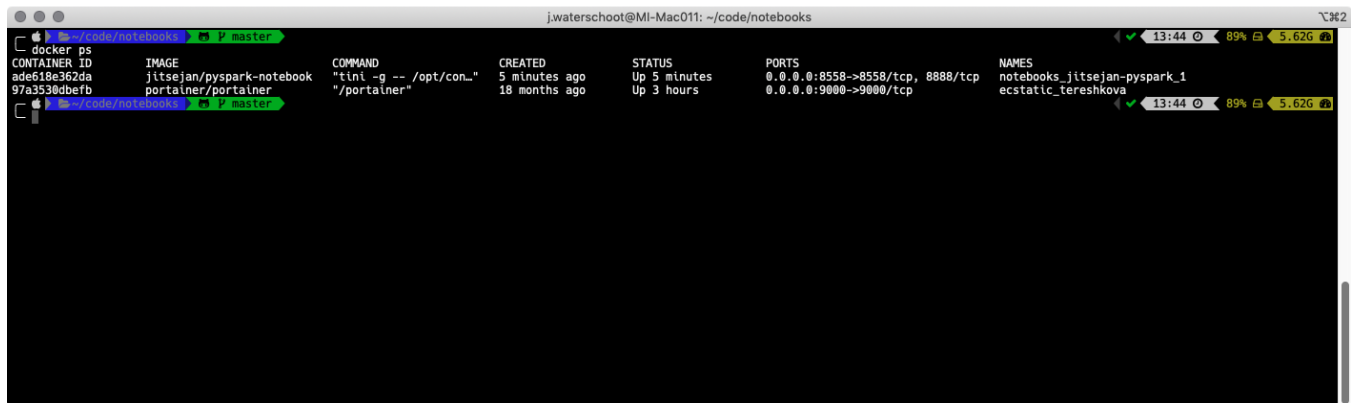 j.waterschoot@MI-Mac011: ~/code/notebooks ⌥⌘2
~/code/notebooks master 13:44 89% 5.62G
docker ps
CONTAINER ID IMAGE COMMAND CREATED STATUS PORTS NAMES
ade618e362da jitsejan/pyspark-notebook "tini -g -- /opt/con…" 5 minutes ago Up 5 minutes 0.0.0.0:8558->8558/tcp, 8888/tcp notebooks_jitsejan-pyspark_1
97a3530dbefb portainer/portainer "/portainer" 18 months ago Up 3 hours 0.0.0.0:9000->9000/tcp ecstatic_tereshkova
~/code/notebooks master 13:44 89% 5.62G